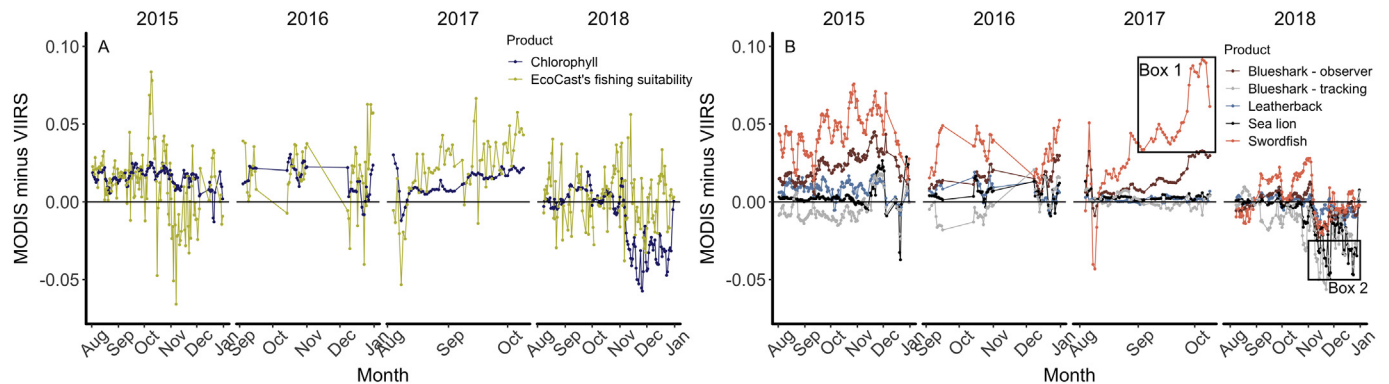 2015 2016 2017 2018
A
Product
Chlorophyll
EcoCast's fishing suitability
0.10
0.05
0.00
-0.05
MODIS minus VIIRS
Aug Sep Oct Nov Dec Jan Sep Oct Nov Dec Jan Aug Sep Oct Aug Sep Oct Nov Dec Jan
Month
2015 2016 2017 2018
B
Box 1
Product
Blueshark - observer
Blueshark - tracking
Leatherback
Sea lion
Swordfish
0.10
0.05
0.00
-0.05
MODIS minus VIIRS
Box 2
Aug Sep Oct Nov Dec Jan Sep Oct Nov Dec Jan Aug Sep Oct Aug Sep Oct Nov Dec Jan
Month